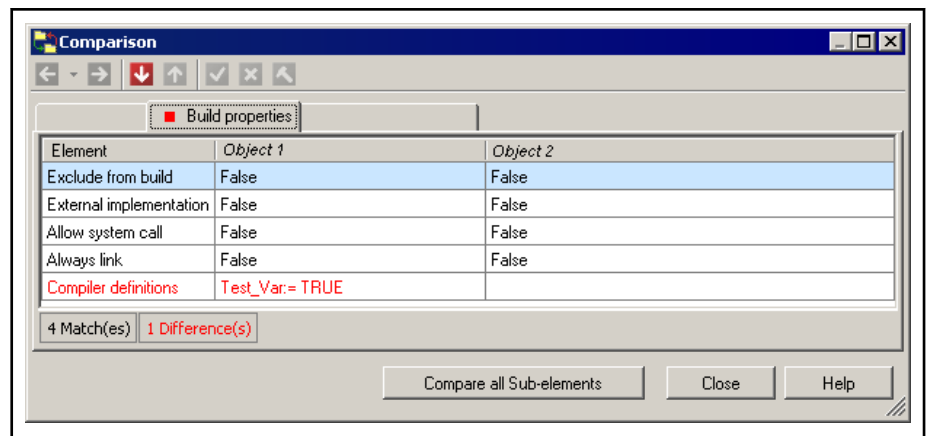 Comparison
Build properties
Element Object 1 Object 2
Exclude from build False False
External implementation False False
Allow system call False False
Always link False False
Compiler definitions Test_Var:= TRUE
4 Match(es) 1 Difference(s)
Compare all Sub-elements Close Help